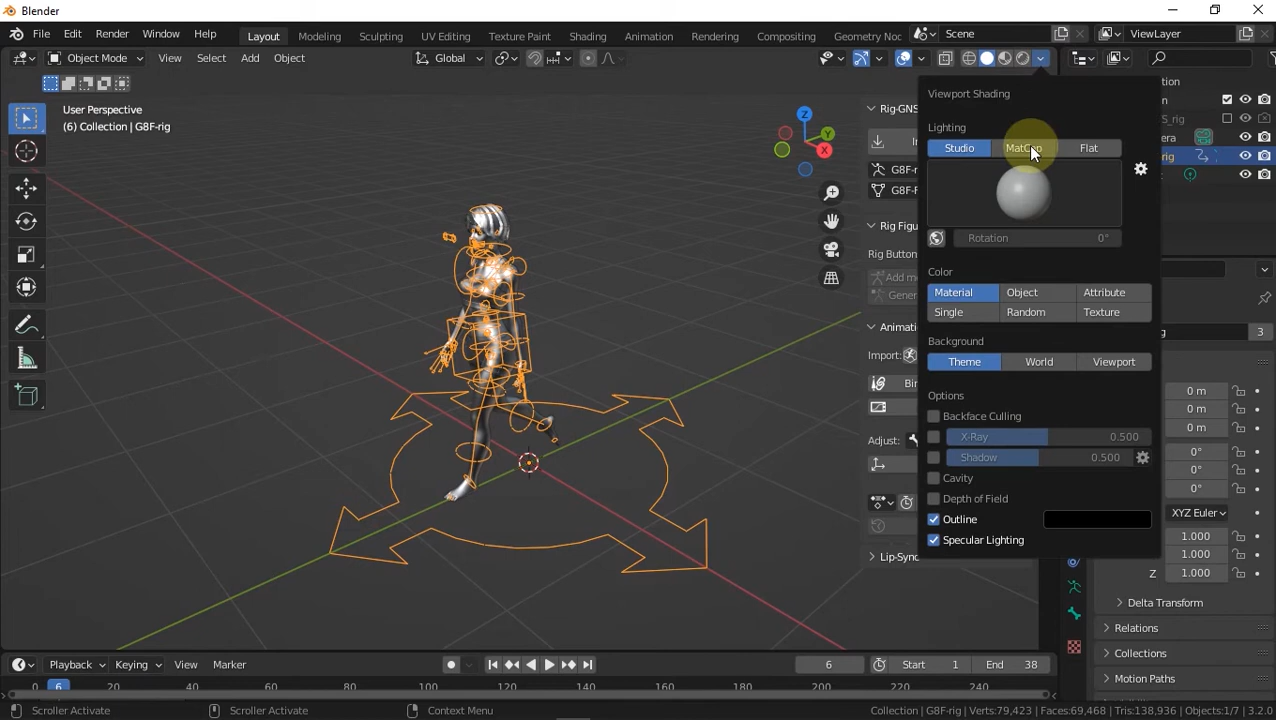 Blender
File Edit Render Window Help Layout Modeling Sculpting UV Editing Texture Paint Shading Animation Rendering Compositing Geometry Noc Scene ViewLayer
Object Mode View Select Add Object Global
User Perspective
(6) Collection | G8F-rig
Z
Y
X
Rig-GNS
Rig Figu
Rig Button
Add me
Gener
Animati
Import:
Bin
Adjust:
Lip-Sync
Viewport Shading
Lighting
Studio MatCap Flat
Rotation 0°
Color
Material Object Attribute
Single Random Texture
Background
Theme World Viewport
Options
Backface Culling
X-Ray 0.500
Shadow 0.500
Cavity
Depth of Field
Outline
Specular Lighting
3
0 m
0 m
0 m
0°
0°
0°
XYZ Euler
1.000
1.000
Z 1.000
Delta Transform
Relations
Collections
Motion Paths
Playback Keying View Marker 6 Start 1 End 38
0 6 20 40 60 80 100 120 140 160 180 200 220 240
Scroller Activate Scroller Activate Context Menu Collection | G8F-rig | Verts:79,423 | Faces:69,468 | Tris:138,936 | Objects:1/7 | 3.2.0